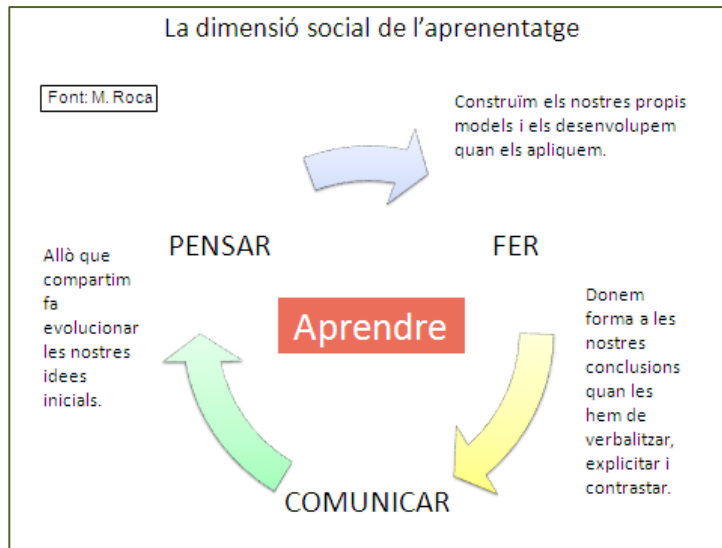 La dimensió social de l'aprenentatge
Font: M. Roca
Construïm els nostres propis
models i els desenvolupem
quan els apliquem.
PENSAR
FER
Allò que
compartim
fa
evolucionar
les nostres
idees
inicials.
Aprendre
Donem
forma a les
nostres
conclusions
quan les
hem de
verbalitzar,
explicitar i
contrastar.
COMUNICAR